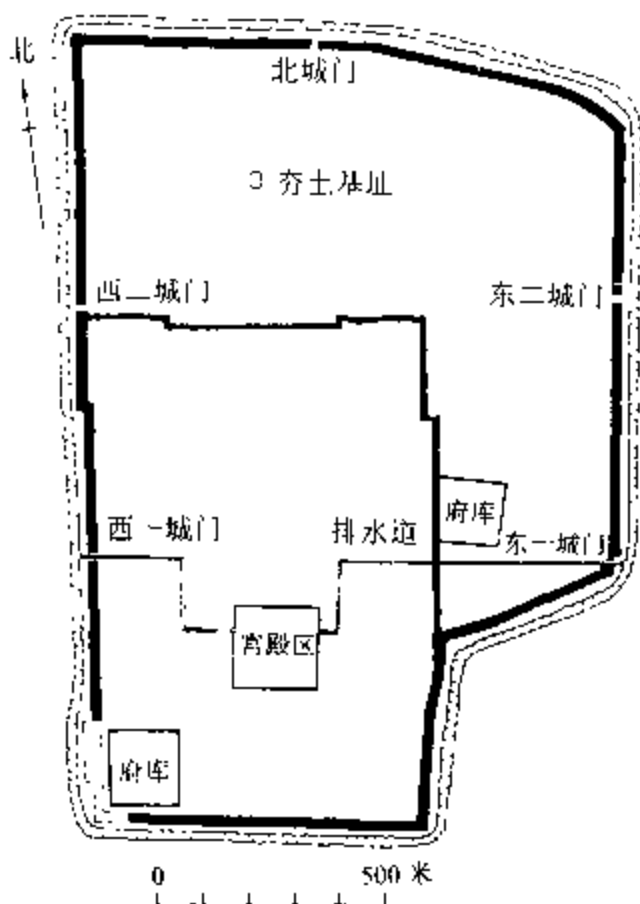 北
北城门
夯土基址
西二城门
东二城门
府库
西一城门
排水道
东一城门
宫殿区
府库
0
500 米